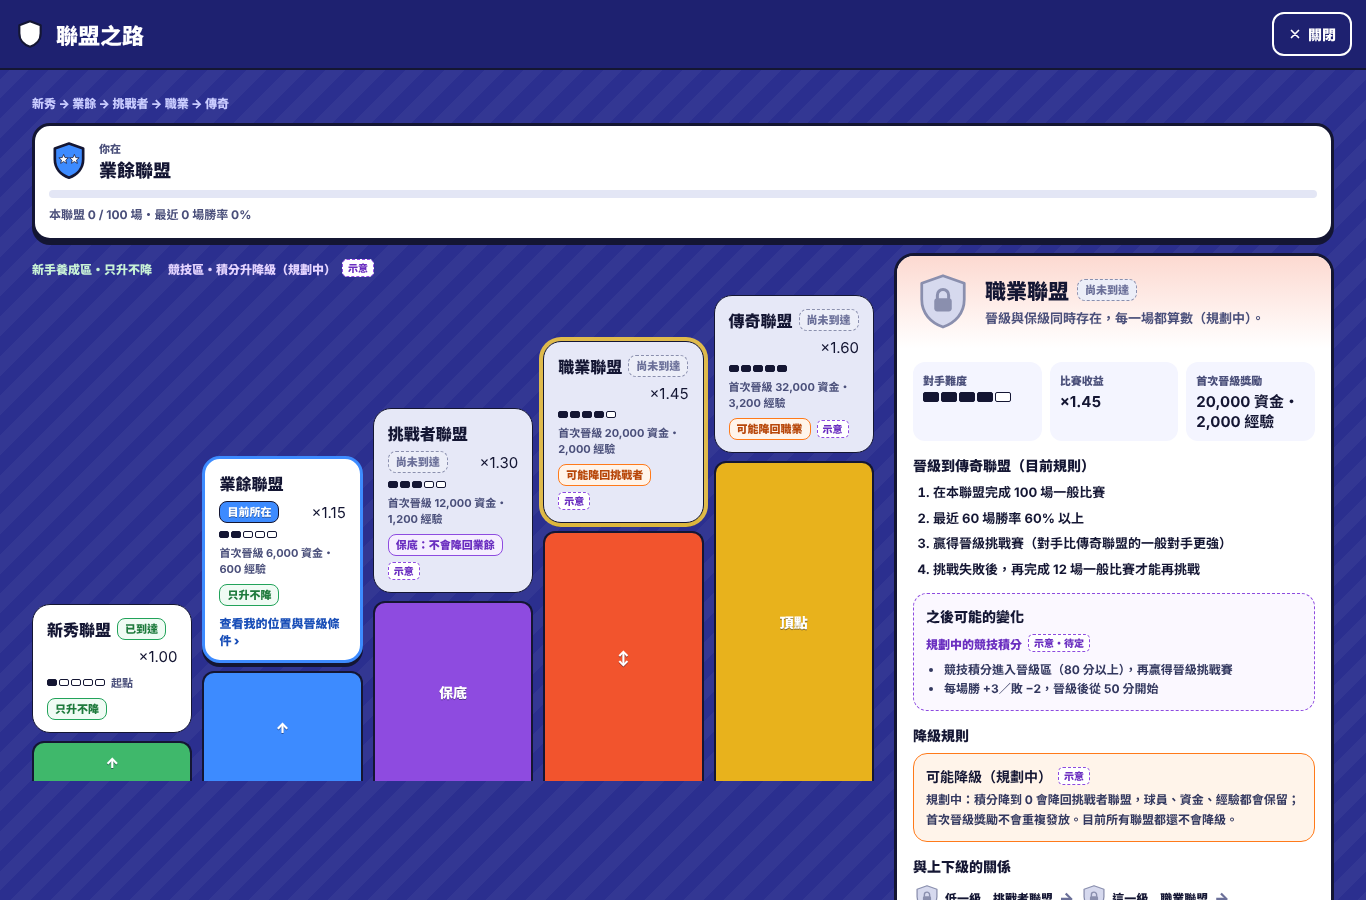 聯盟之路
× 關閉
新秀 → 業餘 → 挑戰者 → 職業 → 傳奇
你在
業餘聯盟
本聯盟 0 / 100 場・最近 0 場勝率 0%
新手養成區・只升不降
競技區・積分升降級（規劃中） 示意
新秀聯盟 已到達
×1.00
起點
只升不降
↑
業餘聯盟
目前所在 ×1.15
首次晉級 6,000 資金・
600 經驗
只升不降
查看我的位置與晉級條
件 ›
↑
挑戰者聯盟
尚未到達 ×1.30
首次晉級 12,000 資金・
1,200 經驗
保底：不會降回業餘
示意
保底
職業聯盟 尚未到達
×1.45
首次晉級 20,000 資金・
2,000 經驗
可能降回挑戰者
示意
↕
傳奇聯盟 尚未到達
×1.60
首次晉級 32,000 資金・
3,200 經驗
可能降回職業 示意
頂點
職業聯盟 尚未到達
晉級與保級同時存在，每一場都算數（規劃中）。
對手難度
比賽收益
×1.45
首次晉級獎勵
20,000 資金・
2,000 經驗
晉級到傳奇聯盟（目前規則）
1. 在本聯盟完成 100 場一般比賽
2. 最近 60 場勝率 60% 以上
3. 贏得晉級挑戰賽（對手比傳奇聯盟的一般對手更強）
4. 挑戰失敗後，再完成 12 場一般比賽才能再挑戰
之後可能的變化
規劃中的競技積分 示意・待定
• 競技積分進入晉級區（80 分以上），再贏得晉級挑戰賽
• 每場勝 +3／敗 −2，晉級後從 50 分開始
降級規則
可能降級（規劃中） 示意
規劃中：積分降到 0 會降回挑戰者聯盟，球員、資金、經驗都會保留；
首次晉級獎勵不會重複發放。目前所有聯盟都還不會降級。
與上下級的關係
低一級 挑戰者聯盟 → 這一級 職業聯盟 →